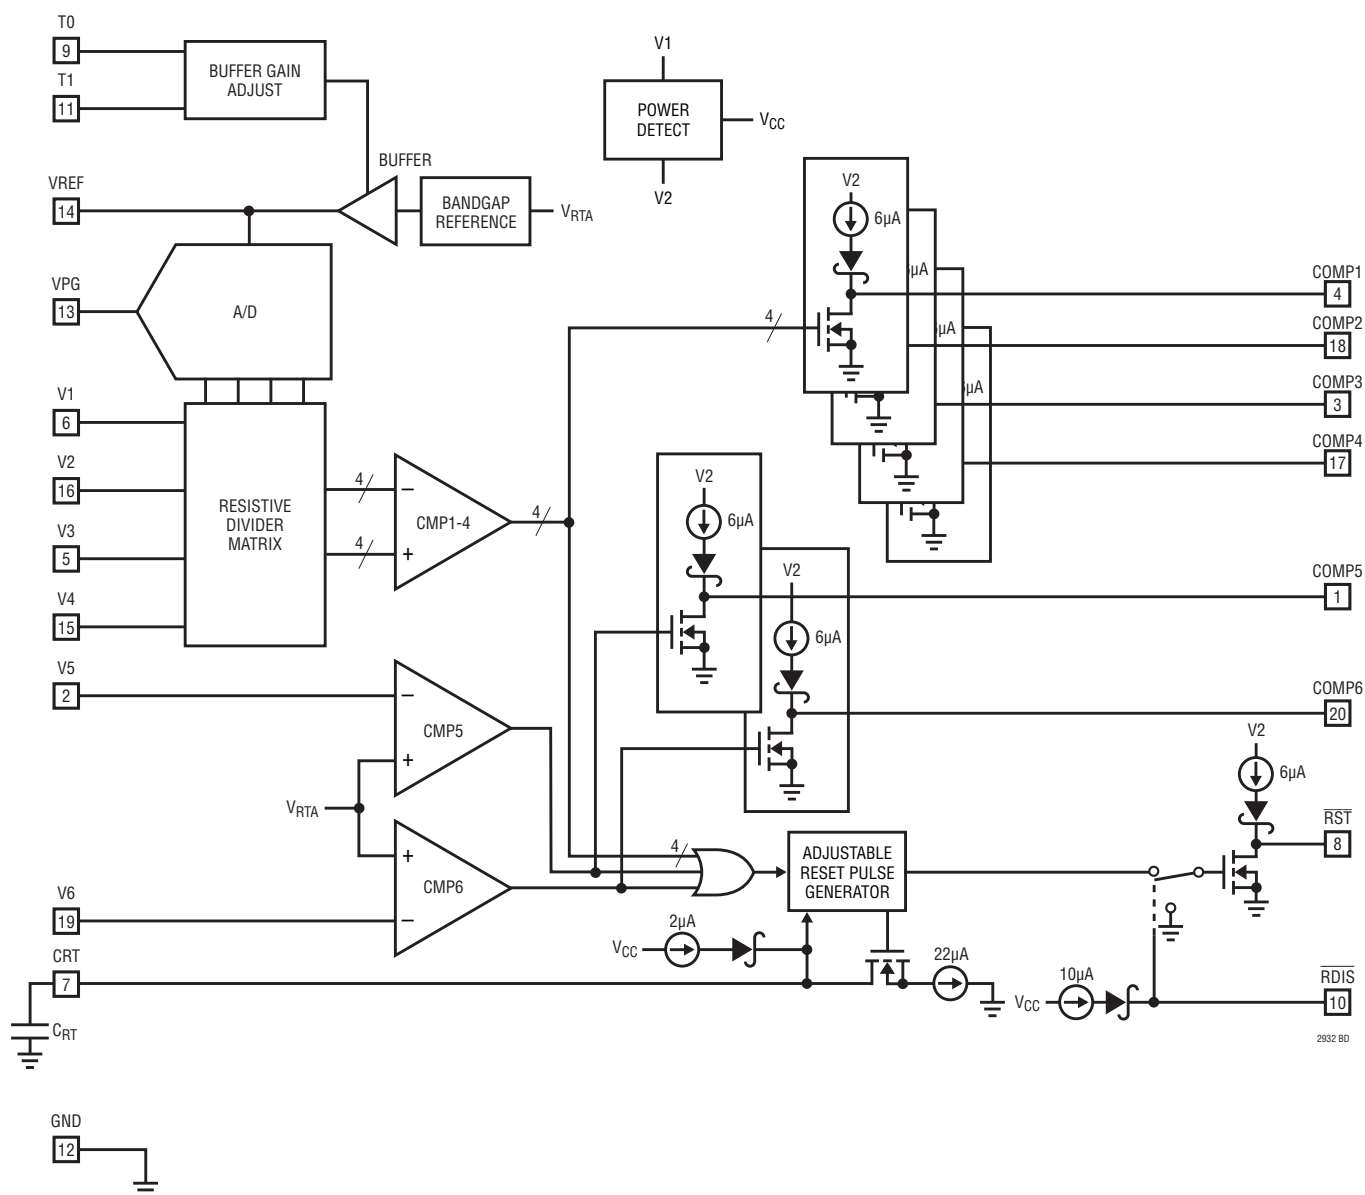 T0
9
T1
11
BUFFER GAIN
ADJUST
V1
POWER
DETECT
VCC
V2
BUFFER
VREF
14
BANDGAP
REFERENCE
VRTA
VPG
13
A/D
V1
6
V2
16
V3
5
V4
15
RESISTIVE
DIVIDER
MATRIX
4
4
–
+
CMP1-4
4
4
V2
6µA
µA
µA
µA
COMP1
4
COMP2
18
COMP3
3
COMP4
17
V2
6µA
V2
6µA
COMP5
1
COMP6
20
V5
2
–
+
CMP5
VRTA
+
–
CMP6
V6
19
4
ADJUSTABLE
RESET PULSE
GENERATOR
V2
6µA
RST
8
CRT
7
CRT
VCC
2µA
22µA
VCC
10µA
RDIS
10
2932 BD
GND
12